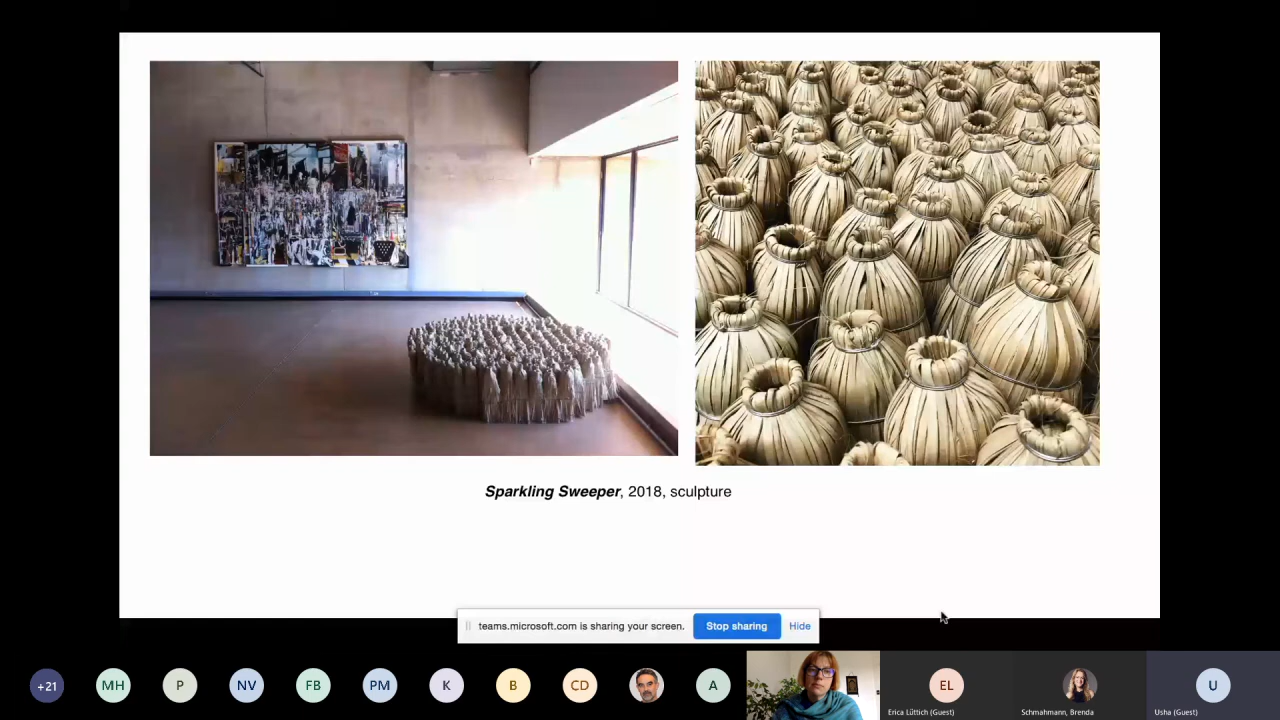 Sparkling Sweeper, 2018, sculpture
teams.microsoft.com is sharing your screen. Stop sharing Hide
+21 MH P NV FB PM K B CD A EL U
Erica Lüttich (Guest) Schmahmann, Brenda Usha (Guest)